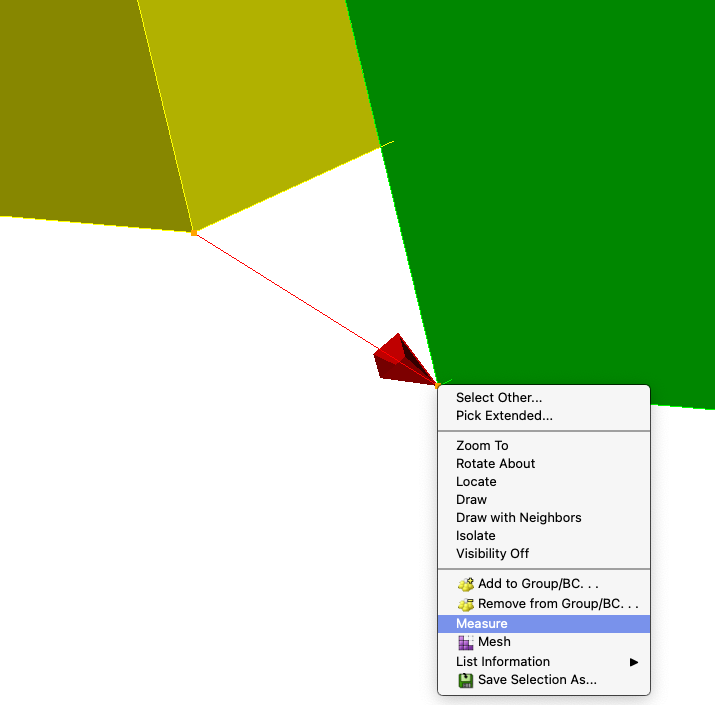 Select Other...
Pick Extended...
Zoom To
Rotate About
Locate
Draw
Draw with Neighbors
Isolate
Visibility Off
Add to Group/BC. . .
Remove from Group/BC. . .
Measure
Mesh
List Information
Save Selection As...